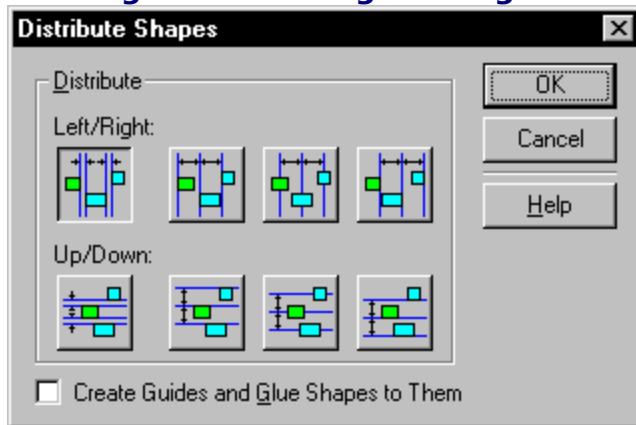 Distribute Shapes
Distribute
OK
Left/Right:
Cancel
Help
Up/Down:
Create Guides and Glue Shapes to Them